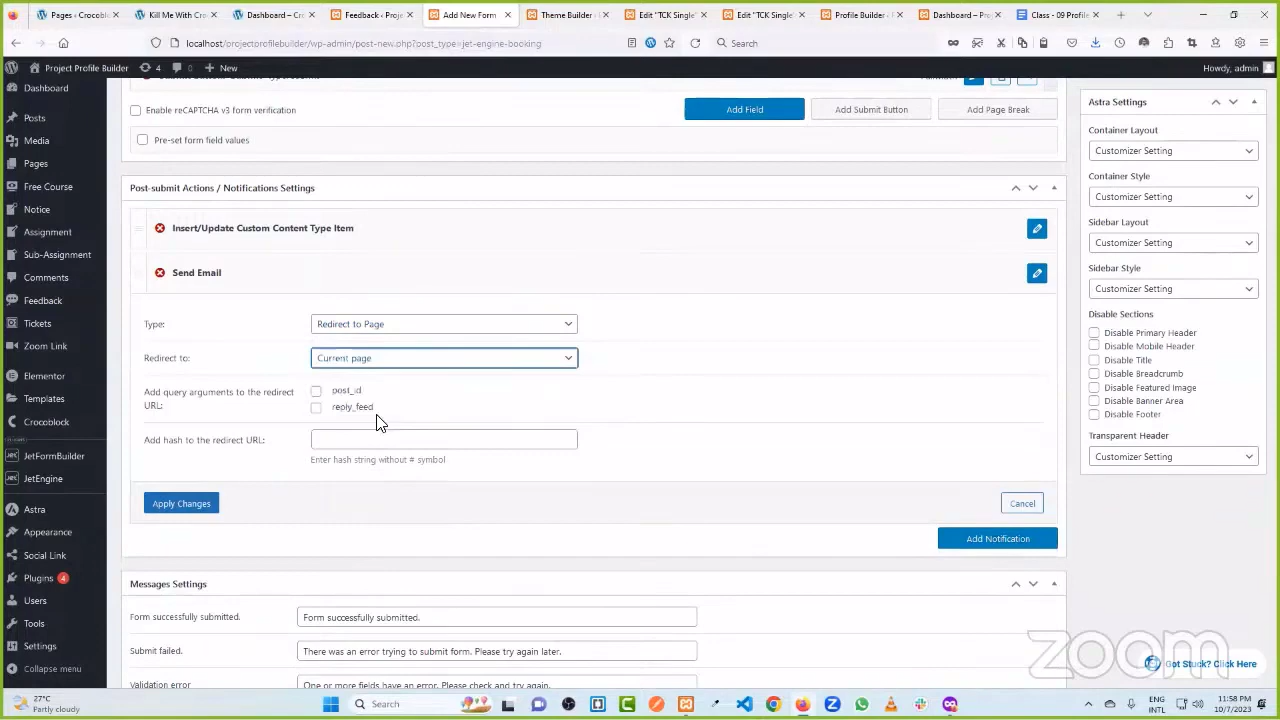 Pages ‹ Crocoble
Kill Me With Cro
Dashboard ‹ Cro
Feedback ‹ Projec
Add New Form
Theme Builder ‹ P
Edit "TCK Single"
Edit "TCK Single"
Profile Builder ‹ P
Dashboard ‹ Proj
Class - 09 Profile
localhost/projectprofilebuilder/wp-admin/post-new.php?post_type=jet-engine-booking
Search
Project Profile Builder
4
0
New
Howdy, admin
Dashboard
Posts
Media
Pages
Free Course
Notice
Assignment
Sub-Assignment
Comments
Feedback
Tickets
Zoom Link
Elementor
Templates
Crocoblock
JetFormBuilder
JetEngine
Astra
Appearance
Social Link
Plugins 4
Users
Tools
Settings
Collapse menu
Enable reCAPTCHA v3 form verification
Add Field
Add Submit Button
Add Page Break
Pre-set form field values
Post-submit Actions / Notifications Settings
Insert/Update Custom Content Type Item
Send Email
Type:
Redirect to Page
Redirect to:
Current page
Add query arguments to the redirect
URL:
post_id
reply_feed
Add hash to the redirect URL:
Enter hash string without # symbol
Apply Changes
Cancel
Add Notification
Messages Settings
Form successfully submitted.
Form successfully submitted.
Submit failed.
There was an error trying to submit form. Please try again later.
Validation error
One or more fields have an error. Please check and try again.
Astra Settings
Container Layout
Customizer Setting
Container Style
Customizer Setting
Sidebar Layout
Customizer Setting
Sidebar Style
Customizer Setting
Disable Sections
Disable Primary Header
Disable Mobile Header
Disable Title
Disable Breadcrumb
Disable Featured Image
Disable Banner Area
Disable Footer
Transparent Header
Customizer Setting
zoom
Got Stuck? Click Here
27°C
Partly cloudy
Search
ENG
INTL
11:58 PM
10/7/2023